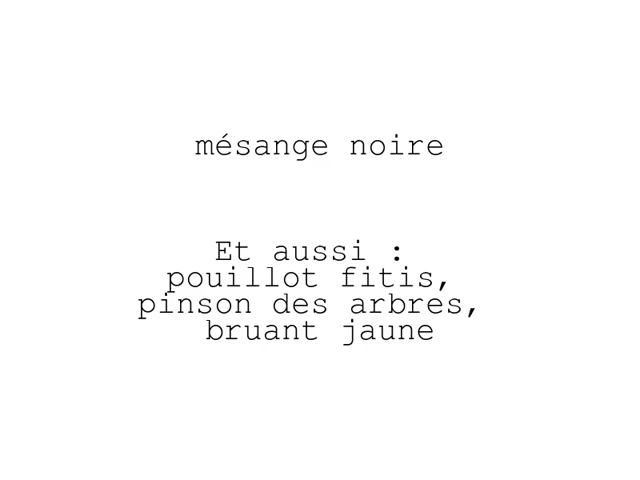 mésange noire
Et aussi :
pouillot fitis,
pinson des arbres,
bruant jaune